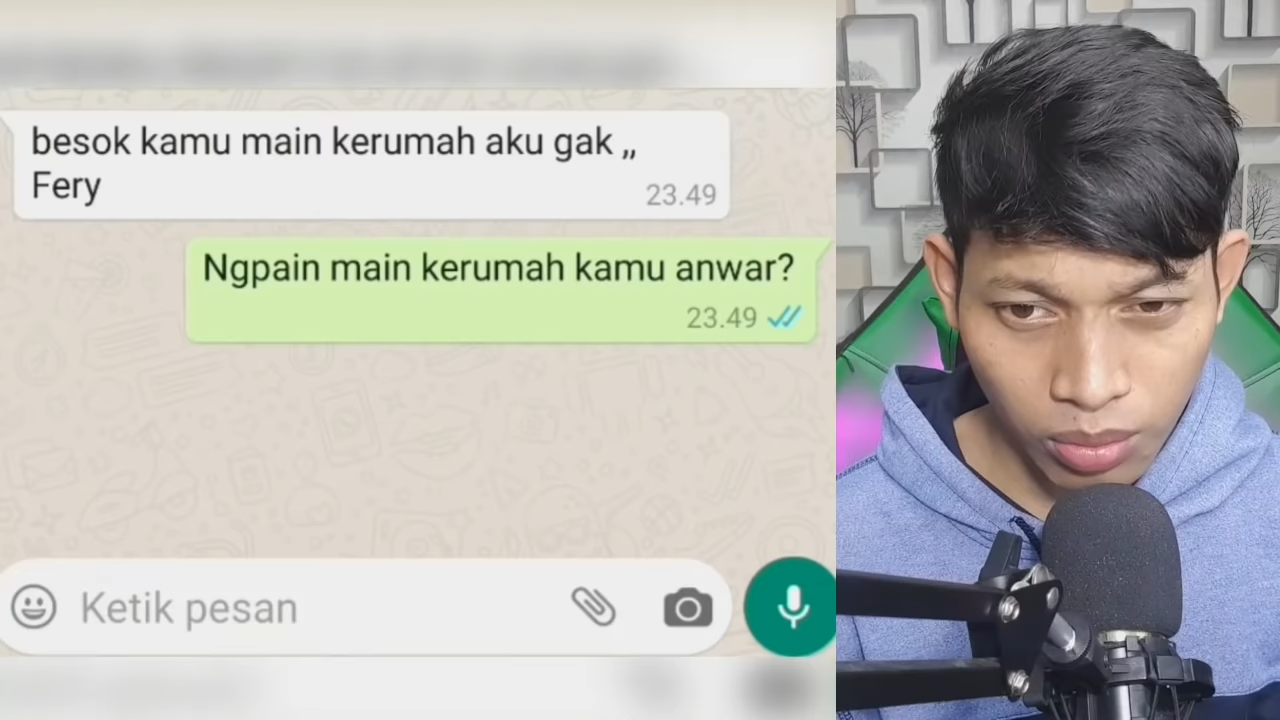 besok kamu main kerumah aku gak ,,
Fery
23.49
Ngpain main kerumah kamu anwar?
23.49
Ketik pesan